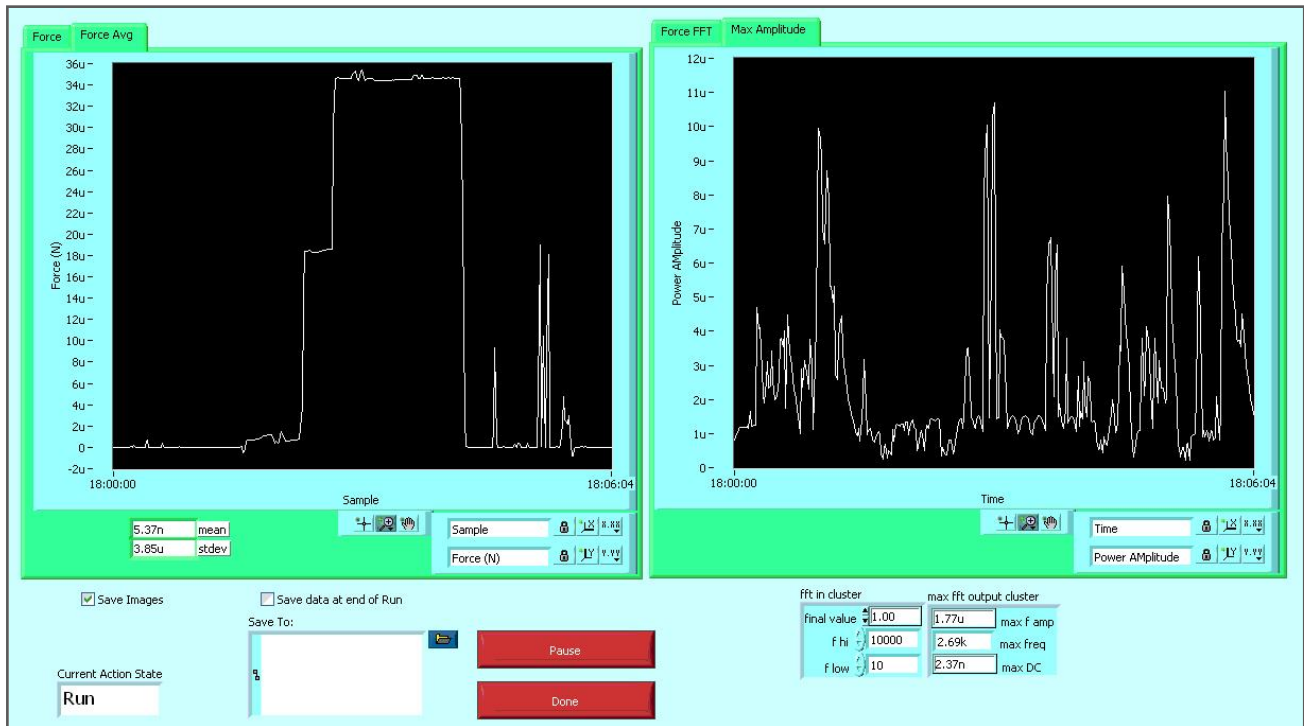 Force
Force Avg
36u
34u
32u
30u
28u
26u
24u
22u
20u
18u
16u
14u
12u
10u
8u
6u
4u
2u
0
-2u
Force (N)
18:00:00
18:06:04
Sample
5.37n mean
3.85u stdev
Sample
X X.XX
Force (N)
Y Y.YY
Force FFT
Max Amplitude
12u
11u
10u
9u
8u
7u
6u
5u
4u
3u
2u
1u
0
Power AMplitude
18:00:00
18:06:04
Time
Time
X X.XX
Power AMplitude
Y Y.YY
Save Images
Save data at end of Run
Save To:
Current Action State
Run
Pause
Done
fft in cluster
final value 1.00
f hi 10000
f low 10
max fft output cluster
1.77u max f amp
2.69k max freq
2.37n max DC